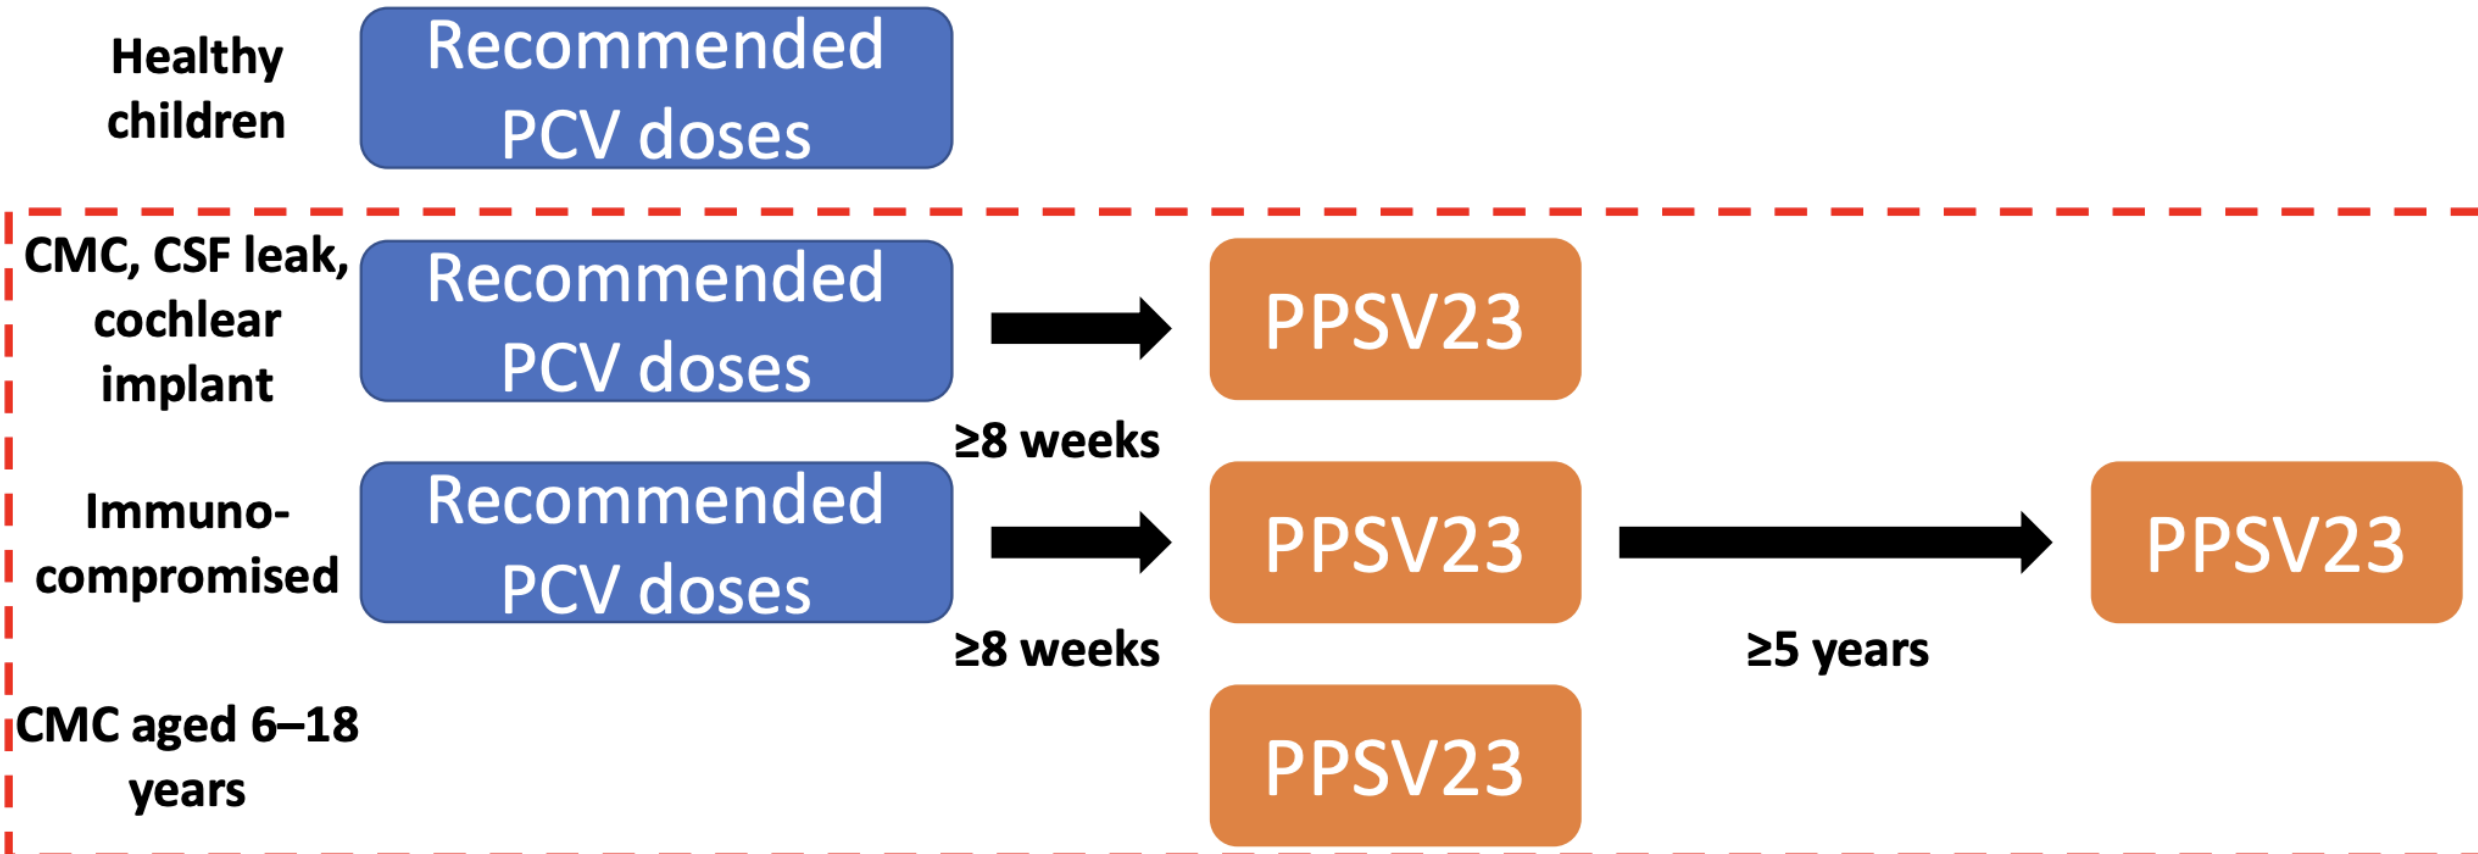 Healthy
children
Recommended
PCV doses
CMC, CSF leak,
cochlear
implant
Recommended
PCV doses
≥8 weeks
PPSV23
Immuno-
compromised
Recommended
PCV doses
≥8 weeks
PPSV23
≥5 years
PPSV23
CMC aged 6–18
years
PPSV23